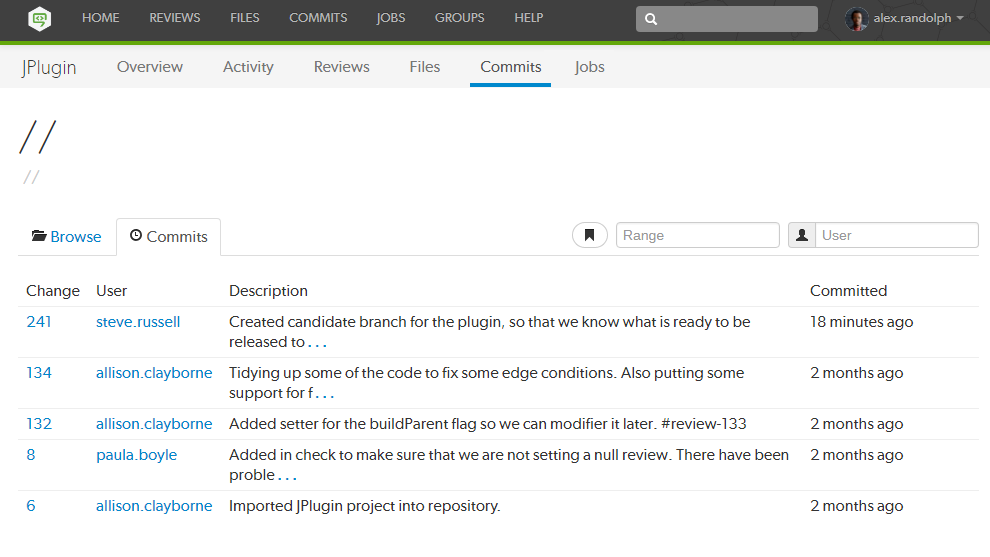 HOME REVIEWS FILES COMMITS JOBS GROUPS HELP alex.randolph
JPlugin Overview Activity Reviews Files Commits Jobs
//
//
Browse Commits Range User
Change User Description Committed
241 steve.russell Created candidate branch for the plugin, so that we know what is ready to be 18 minutes ago
released to ...
134 allison.clayborne Tidying up some of the code to fix some edge conditions. Also putting some 2 months ago
support for f ...
132 allison.clayborne Added setter for the buildParent flag so we can modifier it later. #review-133 2 months ago
8 paula.boyle Added in check to make sure that we are not setting a null review. There have been 2 months ago
proble ...
6 allison.clayborne Imported JPlugin project into repository. 2 months ago